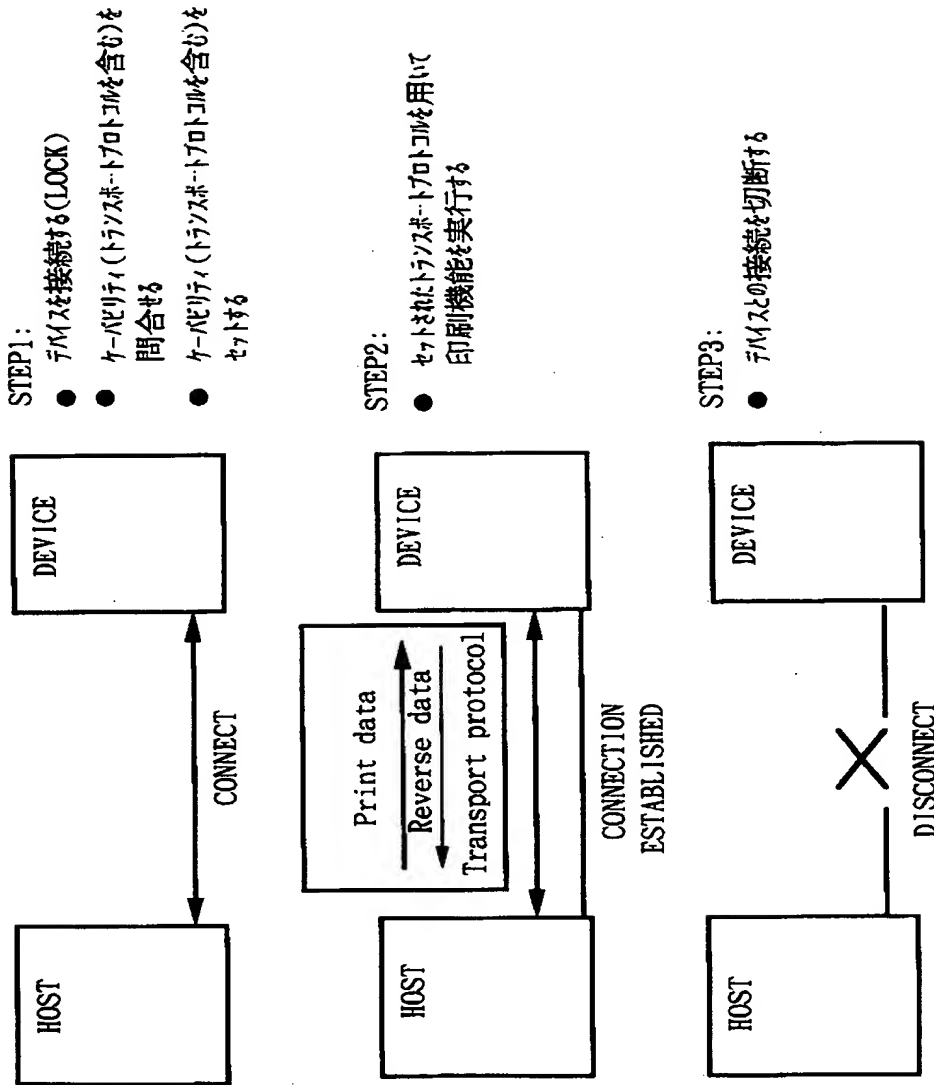 HOST
CONNECT
DEVICE
STEP1:
● デバイスを接続する(LOCK)
● ケーパビリティ(トランスポートプロトコルを含む)を
問合せる
● ケーパビリティ(トランスポートプロトコルを含む)を
セットする
HOST
Print data
Reverse data
Transport protocol
CONNECTION
ESTABLISHED
DEVICE
STEP2:
● セットされたトランスポートプロトコルを用いて
印刷機能を実行する
HOST
DISCONNECT
DEVICE
STEP3:
● デバイスとの接続を切断する